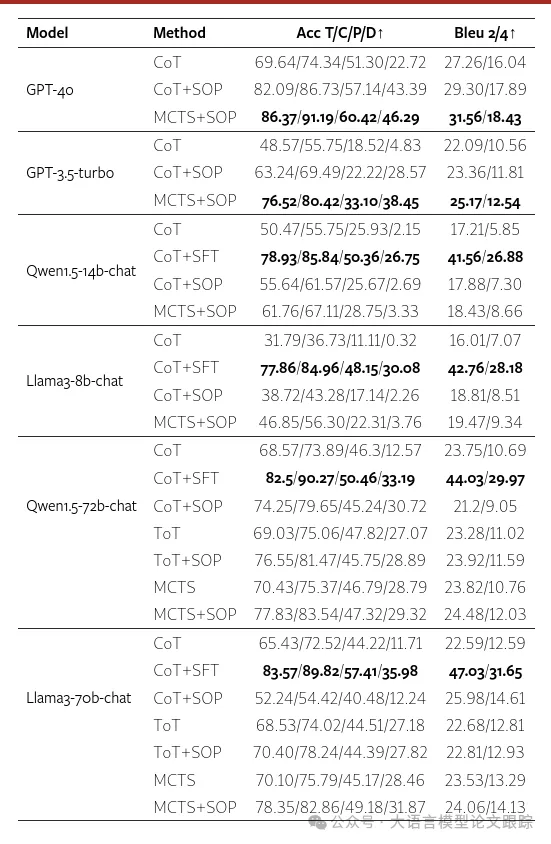 Model Method Acc T/C/P/D↑ Bleu 2/4↑
CoT 69.64/74.34/51.30/22.72 27.26/16.04
GPT-4o CoT+SOP 82.09/86.73/57.14/43.39 29.30/17.89
MCTS+SOP 86.37/91.19/60.42/46.29 31.56/18.43
CoT 48.57/55.75/18.52/4.83 22.09/10.56
GPT-3.5-turbo CoT+SOP 63.24/69.49/22.22/28.57 23.36/11.81
MCTS+SOP 76.52/80.42/33.10/38.45 25.17/12.54
CoT 50.47/55.75/25.93/2.15 17.21/5.85
Qwen1.5-14b-chat CoT+SFT 78.93/85.84/50.36/26.75 41.56/26.88
CoT+SOP 55.64/61.57/25.67/2.69 17.88/7.30
MCTS+SOP 61.76/67.11/28.75/3.33 18.43/8.66
CoT 31.79/36.73/11.11/0.32 16.01/7.07
Llama3-8b-chat CoT+SFT 77.86/84.96/48.15/30.08 42.76/28.18
CoT+SOP 38.72/43.28/17.14/2.26 18.81/8.51
MCTS+SOP 46.85/56.30/22.31/3.76 19.47/9.34
CoT 68.57/73.89/46.3/12.57 23.75/10.69
CoT+SFT 82.5/90.27/50.46/33.19 44.03/29.97
Qwen1.5-72b-chat CoT+SOP 74.25/79.65/45.24/30.72 21.2/9.05
ToT 69.03/75.06/47.82/27.07 23.28/11.02
ToT+SOP 76.55/81.47/45.75/28.89 23.92/11.59
MCTS 70.43/75.37/46.79/28.79 23.82/10.76
MCTS+SOP 77.83/83.54/47.32/29.32 24.48/12.03
CoT 65.43/72.52/44.22/11.71 22.59/12.59
CoT+SFT 83.57/89.82/57.41/35.98 47.03/31.65
Llama3-70b-chat CoT+SOP 52.24/54.42/40.48/12.24 25.98/14.61
ToT 68.53/74.02/44.51/27.18 22.68/12.81
ToT+SOP 70.40/78.24/44.39/27.82 22.81/12.93
MCTS 70.10/75.79/45.17/28.46 23.53/13.29
MCTS+SOP 78.35/82.86/49.18/31.87 24.06/14.13
公众号 · 大语言模型论文跟踪